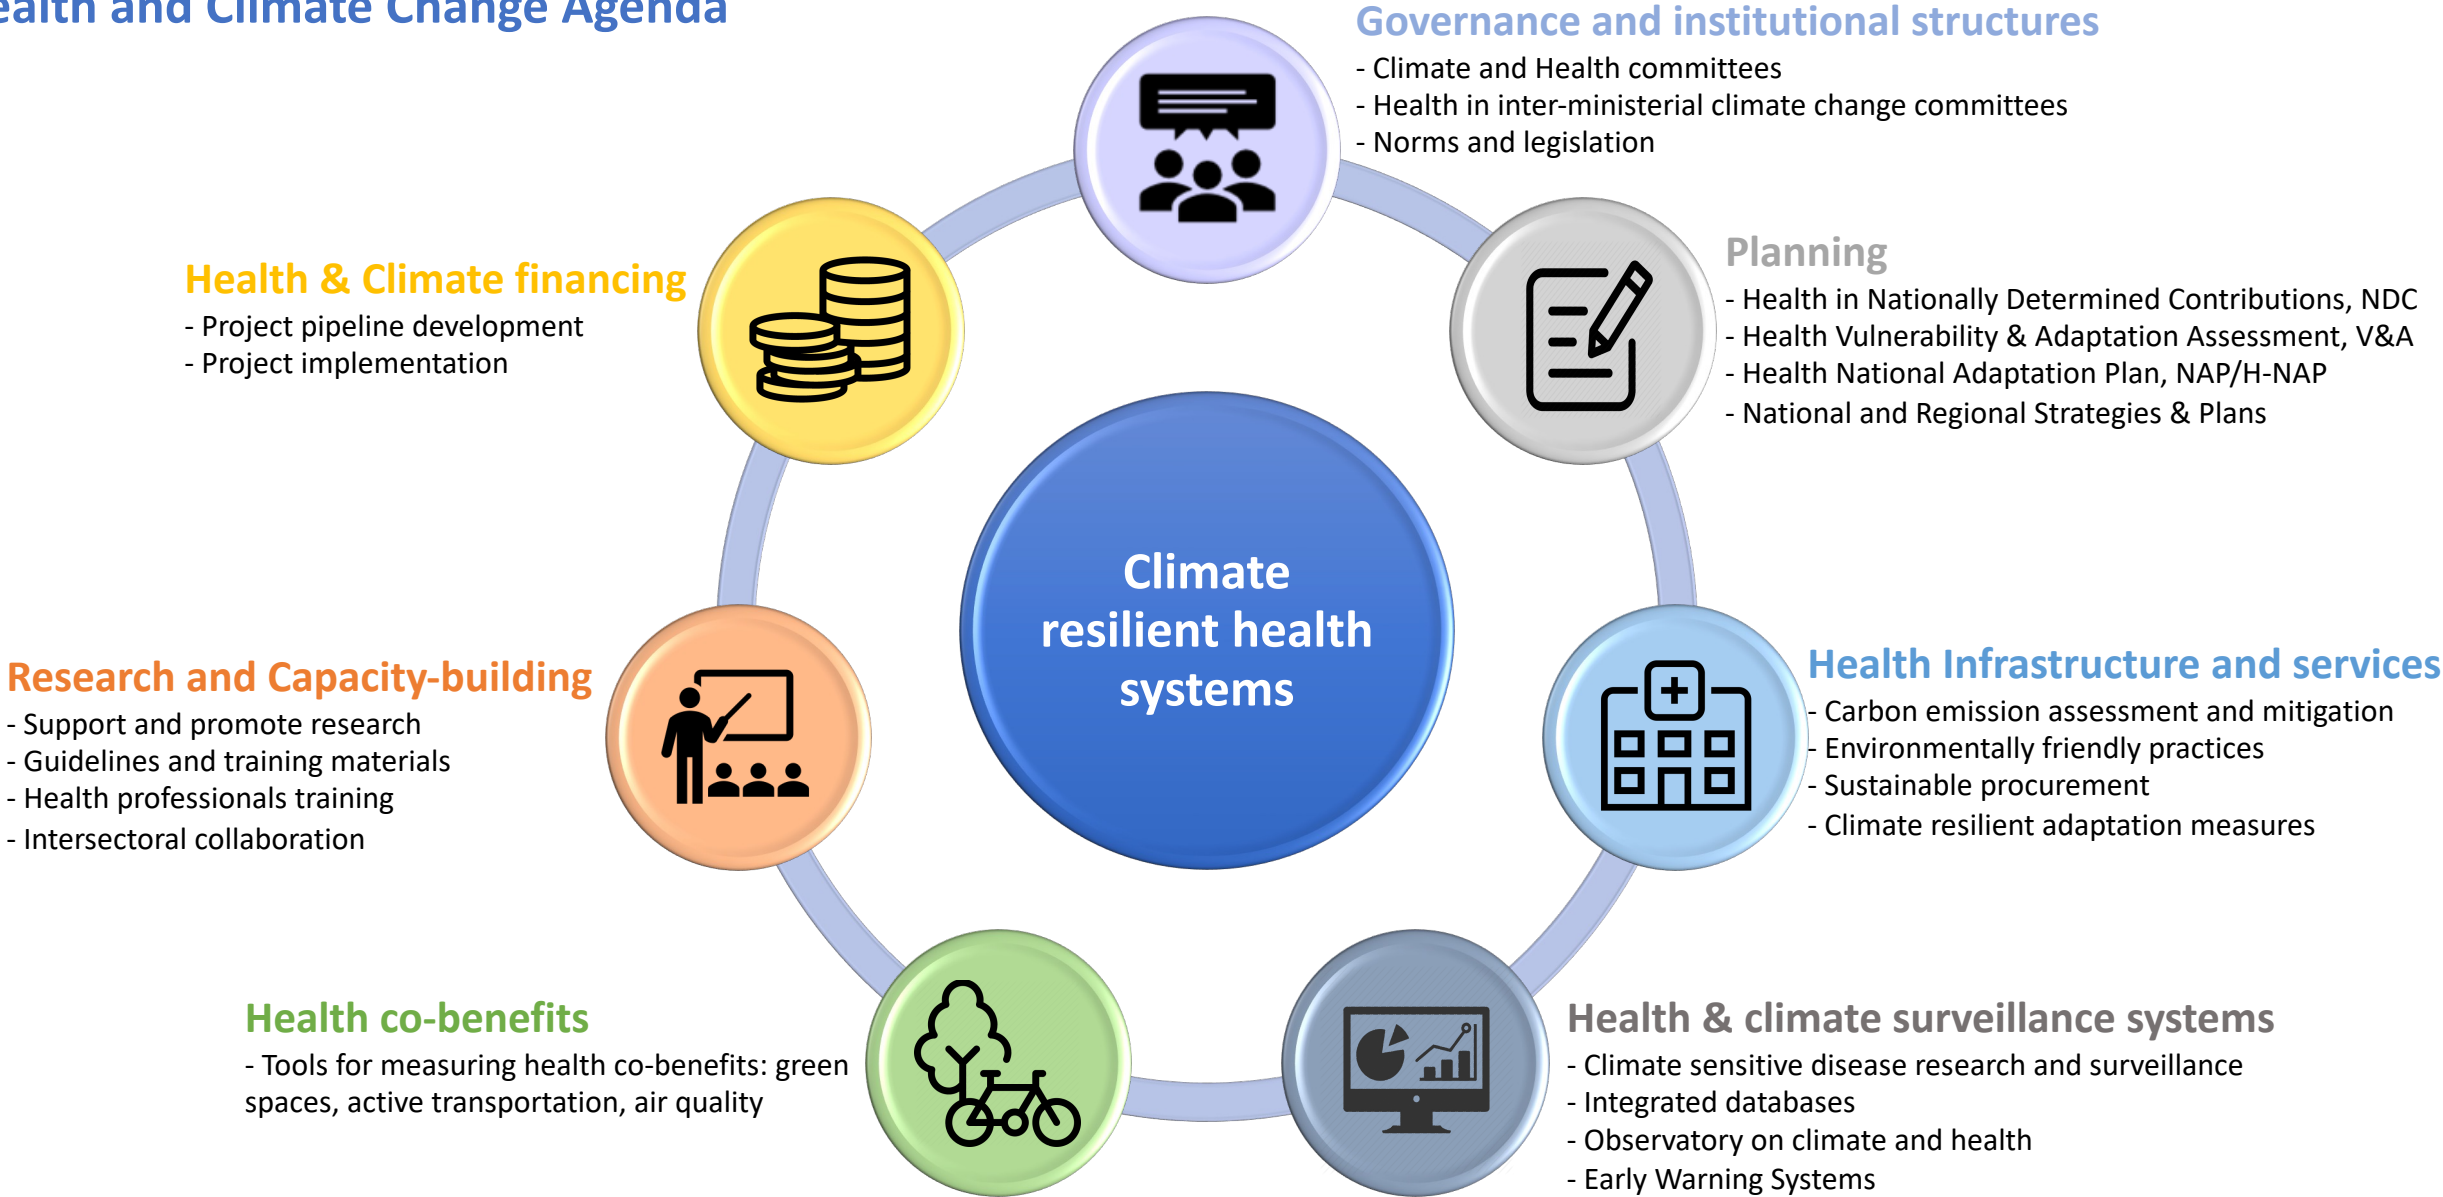 ealth and Climate Change Agenda
Governance and institutional structures
- Climate and Health committees
- Health in inter-ministerial climate change committees
- Norms and legislation
Planning
- Health in Nationally Determined Contributions, NDC
- Health Vulnerability & Adaptation Assessment, V&A
- Health National Adaptation Plan, NAP/H-NAP
- National and Regional Strategies & Plans
Health & Climate financing
- Project pipeline development
- Project implementation
Climate
resilient health
systems
Health Infrastructure and services
- Carbon emission assessment and mitigation
- Environmentally friendly practices
- Sustainable procurement
- Climate resilient adaptation measures
Research and Capacity-building
- Support and promote research
- Guidelines and training materials
- Health professionals training
- Intersectoral collaboration
Health co-benefits
- Tools for measuring health co-benefits: green
spaces, active transportation, air quality
Health & climate surveillance systems
- Climate sensitive disease research and surveillance
- Integrated databases
- Observatory on climate and health
- Early Warning Systems